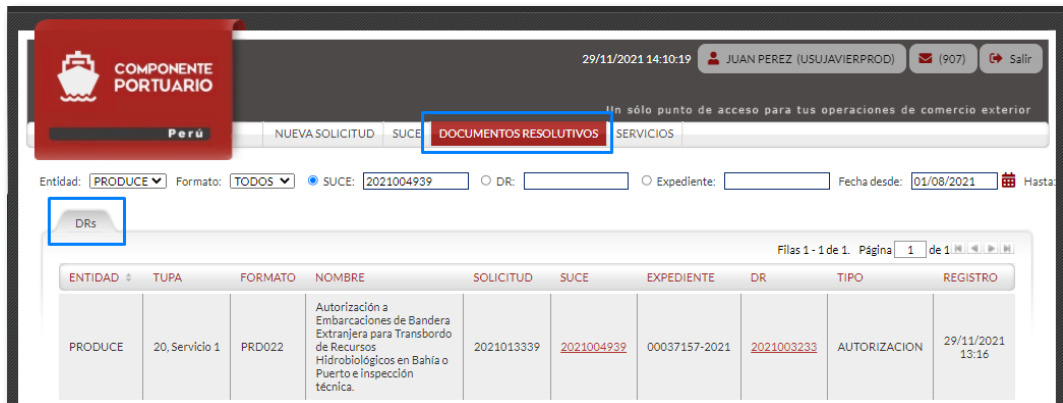 COMPONENTE
PORTUARIO
Perú
29/11/2021 14:10:19 JUAN PEREZ (USUJAVIERPROD) (907) Salir
Un sólo punto de acceso para tus operaciones de comercio exterior
NUEVA SOLICITUD SUCE DOCUMENTOS RESOLUTIVOS SERVICIOS
Entidad: PRODUCE Formato: TODOS SUCE: 2021004939 DR: Expediente: Fecha desde: 01/08/2021 Hasta:
DRs
Filas 1 - 1 de 1. Página 1 de 1
ENTIDAD TUPA FORMATO NOMBRE SOLICITUD SUCE EXPEDIENTE DR TIPO REGISTRO
Autorización a
Embarcaciones de Bandera
Extranjera para Transbordo
PRODUCE 20, Servicio 1 PRD022 de Recursos 2021013339 2021004939 00037157-2021 2021003233 AUTORIZACION 29/11/2021 13:16
Hidrobiológicos en Bahía o
Puerto e inspección
técnica.